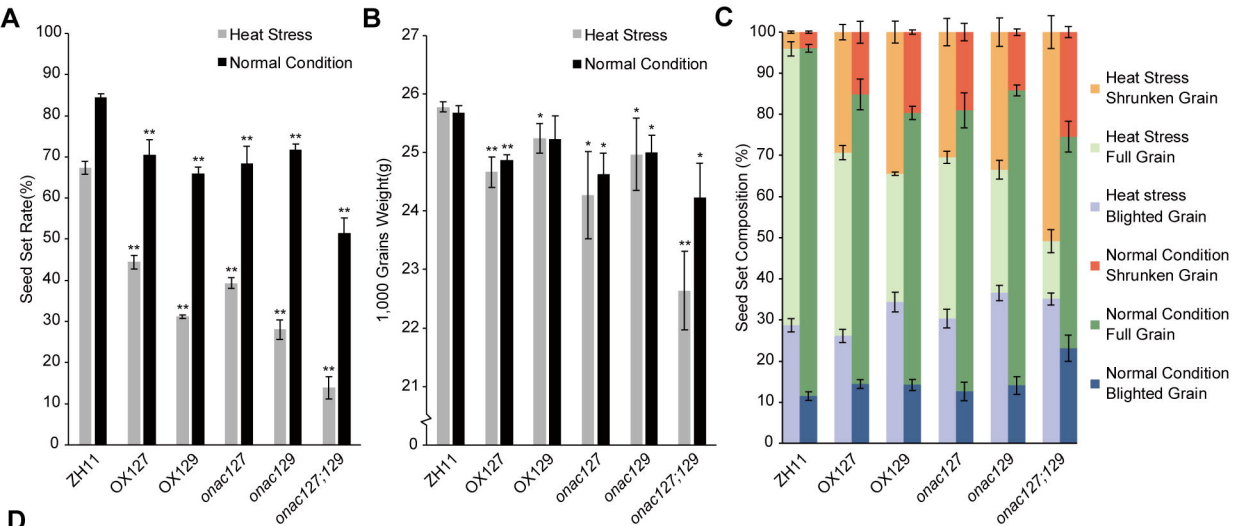 A
Seed Set Rate(%)
100
90
80
70
60
50
40
30
20
10
0
Heat Stress
Normal Condition
**
**
**
**
**
**
**
**
**
**
ZH11
OX127
OX129
onac127
onac129
onac127;129
B
1,000 Grains Weight(g)
27
26
25
24
23
22
21
0
Heat Stress
Normal Condition
**
**
*
*
*
*
*
**
*
ZH11
OX127
OX129
onac127
onac129
onac127;129
C
Seed Set Composition (%)
100
90
80
70
60
50
40
30
20
10
0
ZH11
OX127
OX129
onac127
onac129
onac127;129
Heat Stress
Shrunken Grain
Heat Stress
Full Grain
Heat stress
Blighted Grain
Normal Condition
Shrunken Grain
Normal Condition
Full Grain
Normal Condition
Blighted Grain
D